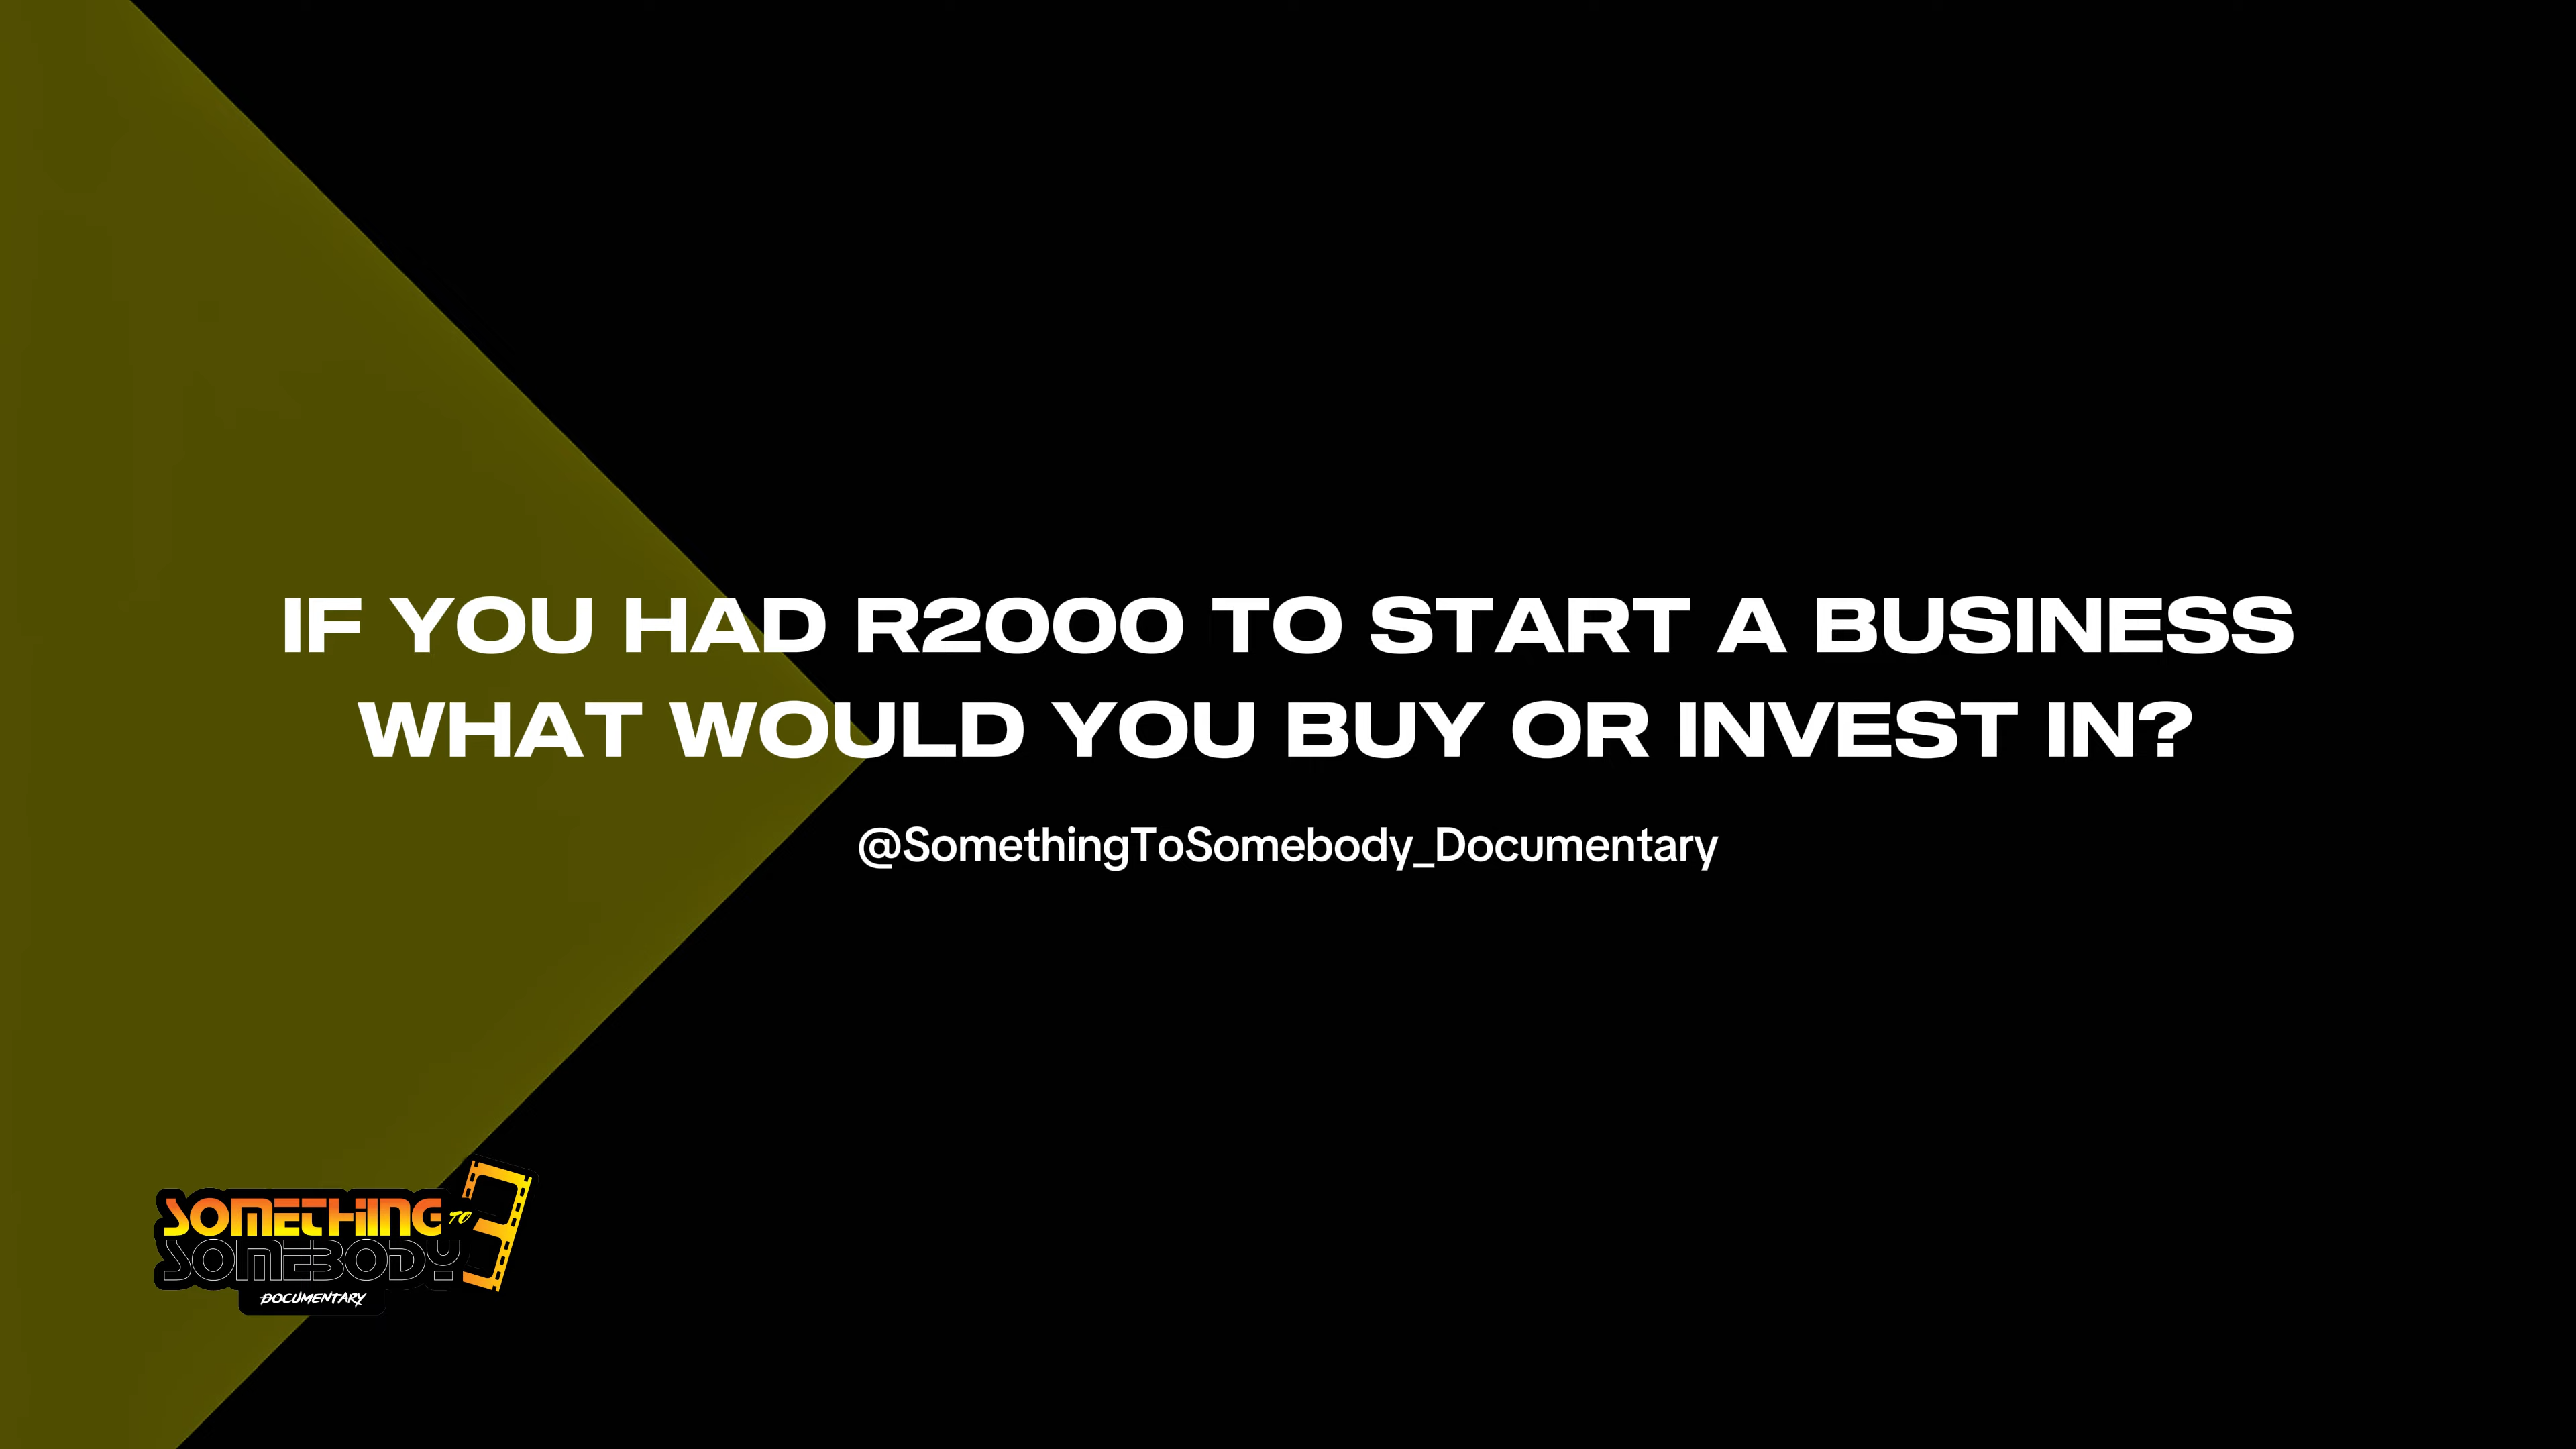 IF YOU HAD R2000 TO START A BUSINESS
WHAT WOULD YOU BUY OR INVEST IN?
@SomethingToSomebody_Documentary
SOMETHING TO
SOMEBODY
DOCUMENTARY